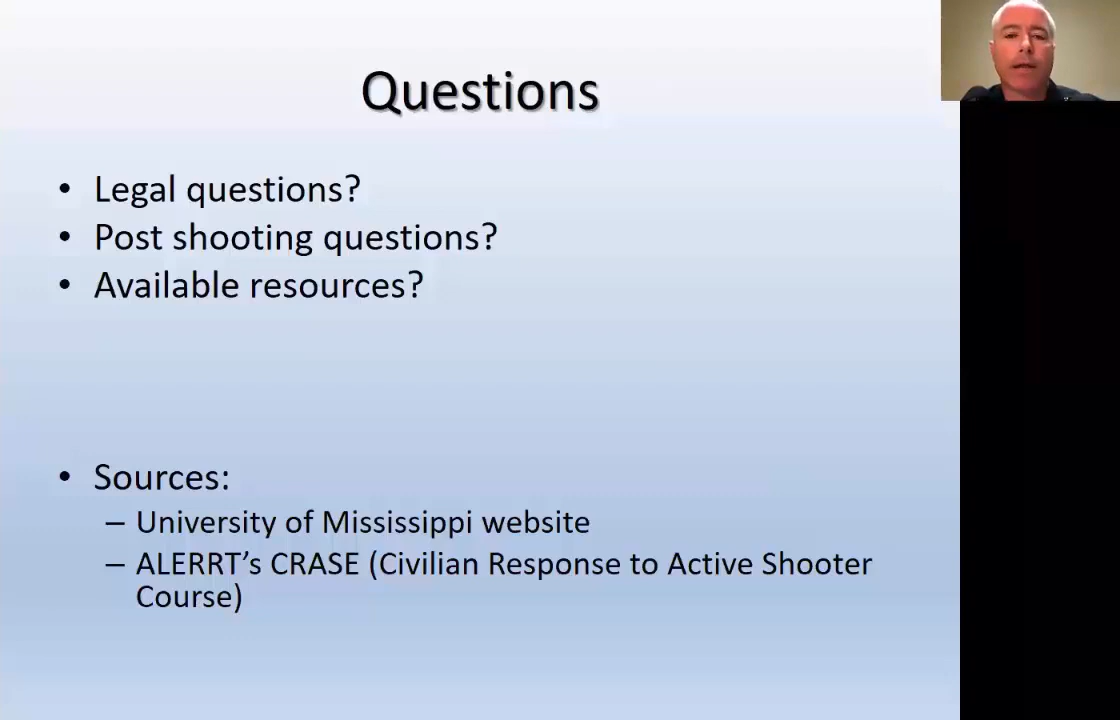 Questions
• Legal questions?
• Post shooting questions?
• Available resources?
• Sources:
– University of Mississippi website
– ALERRT’s CRASE (Civilian Response to Active Shooter
Course)